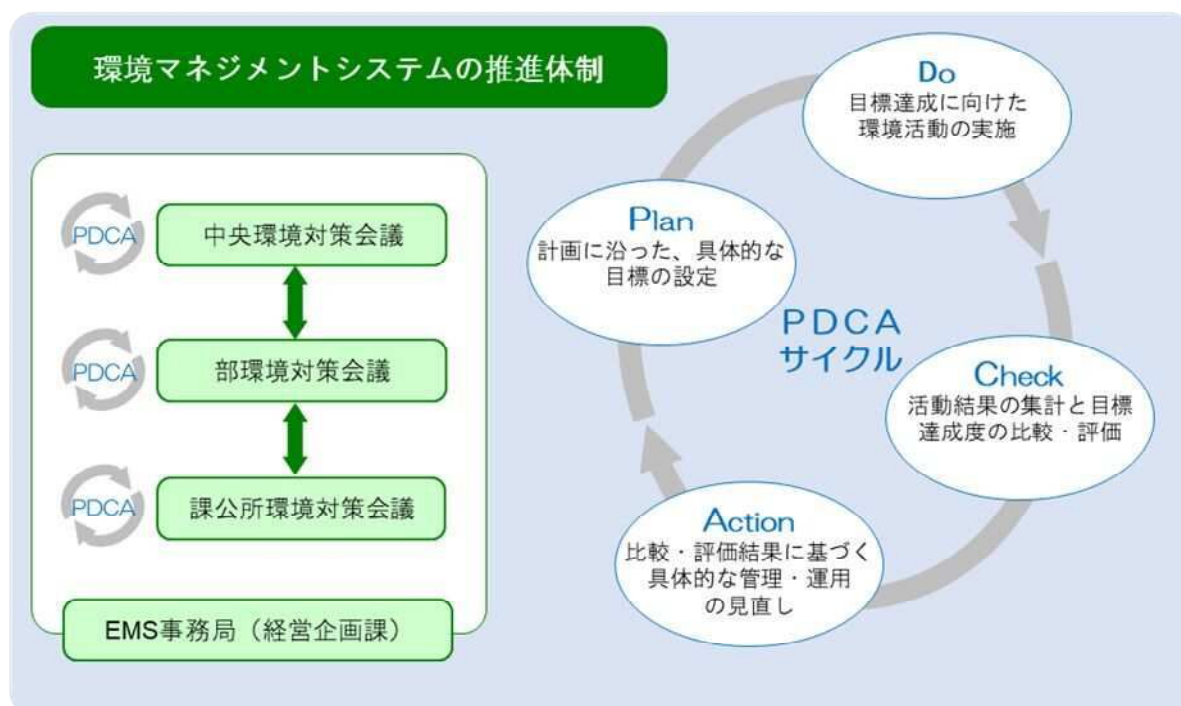 環境マネジメントシステムの推進体制
PDCA
中央環境対策会議
PDCA
部環境対策会議
PDCA
課公所環境対策会議
EMS事務局（経営企画課）
Do
目標達成に向けた
環境活動の実施
Plan
計画に沿った、具体的な
目標の設定
PDCA
サイクル
Check
活動結果の集計と目標
達成度の比較・評価
Action
比較・評価結果に基づく
具体的な管理・運用
の見直し